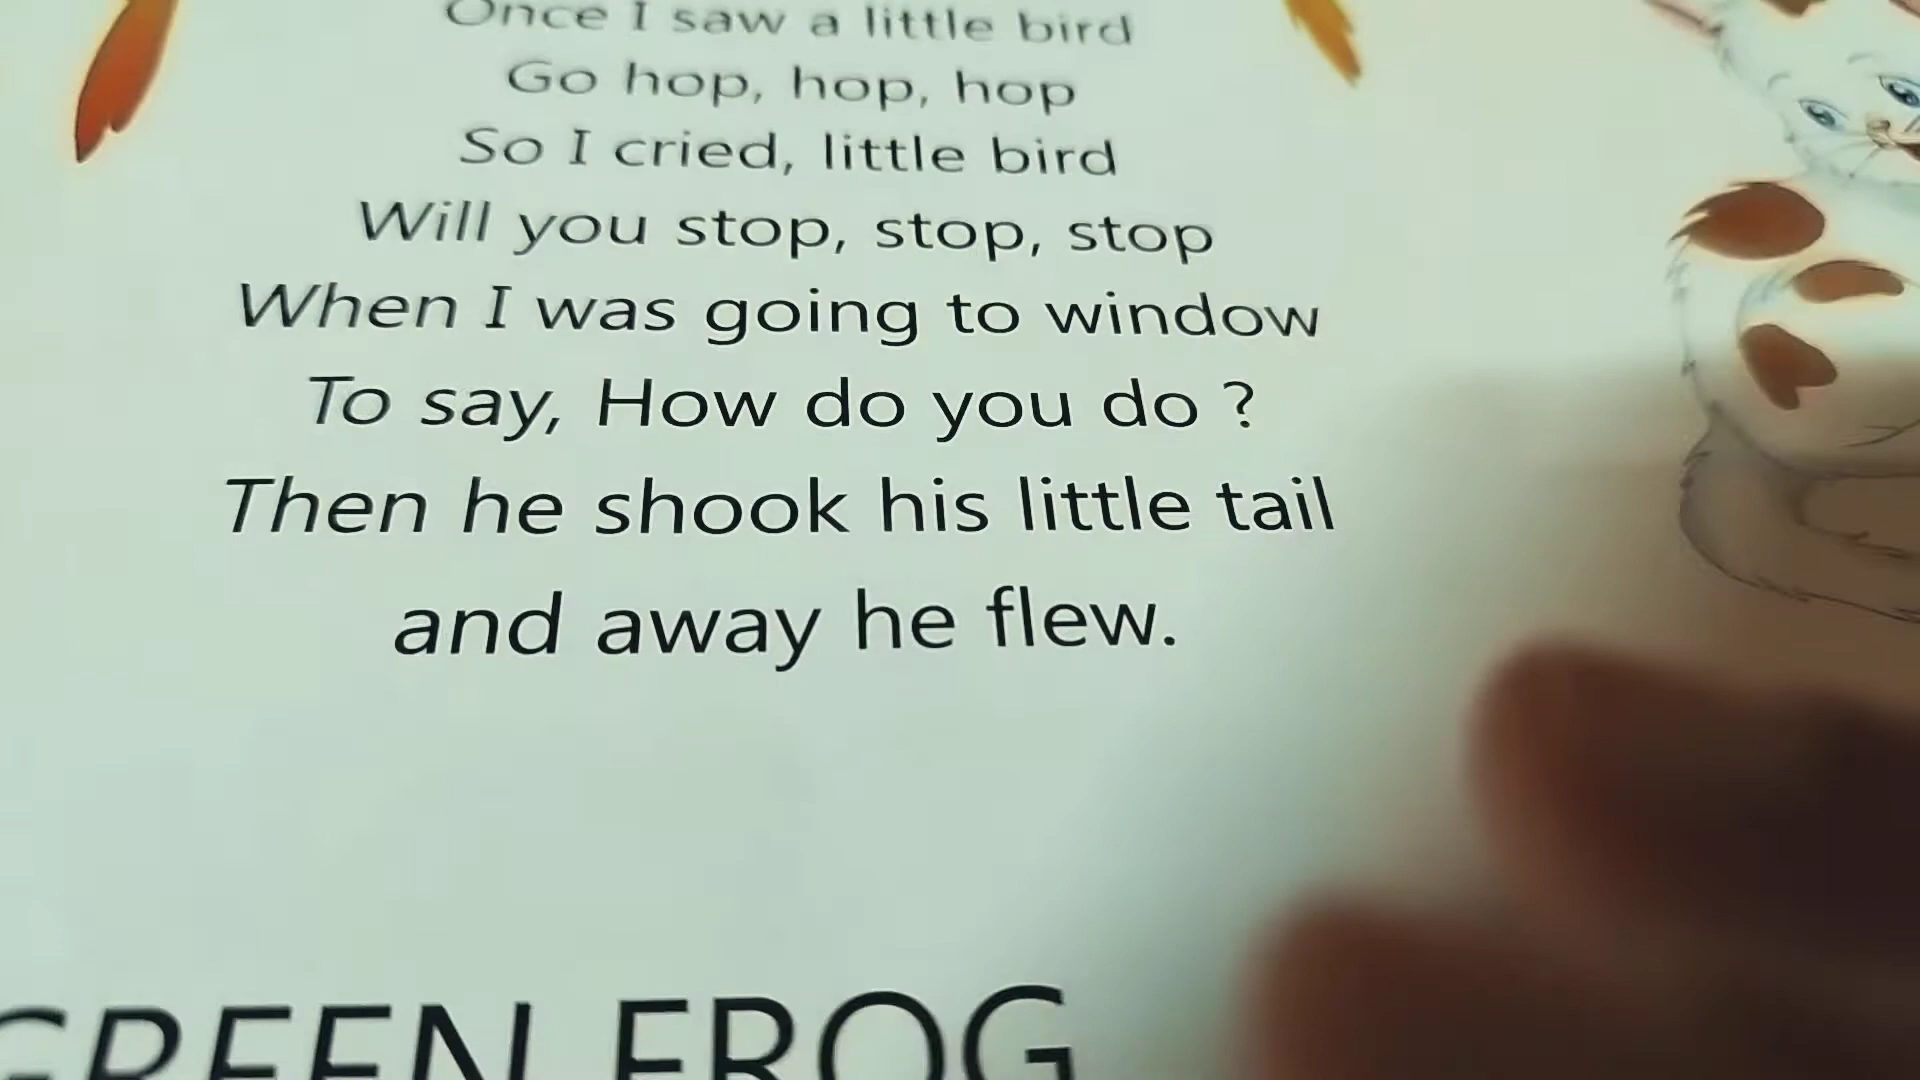 Once I saw a little bird
Go hop, hop, hop
So I cried, little bird
Will you stop, stop, stop
When I was going to window
To say, How do you do ?
Then he shook his little tail
and away he flew.
GREEN FROG